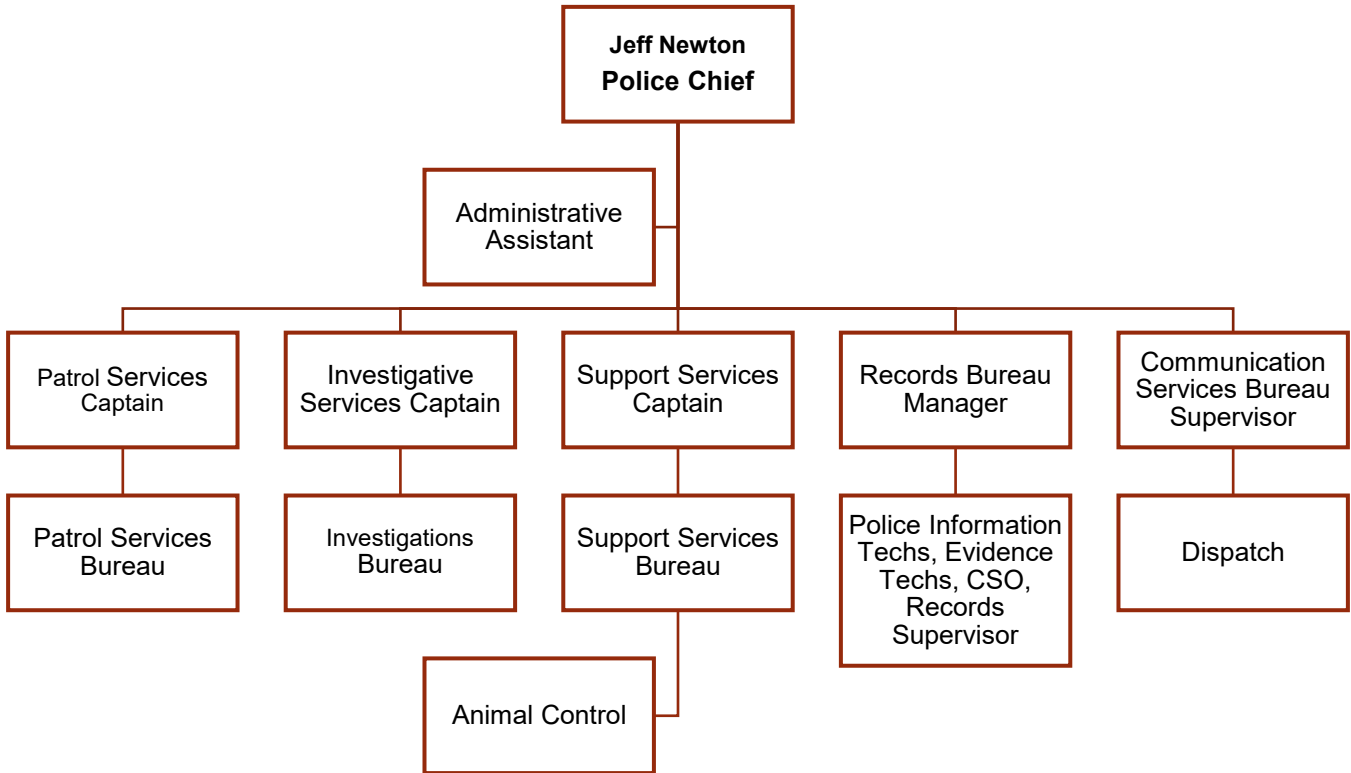 Jeff Newton
Police Chief
Administrative
Assistant
Patrol Services
Captain
Investigative
Services Captain
Support Services
Captain
Records Bureau
Manager
Communication
Services Bureau
Supervisor
Patrol Services
Bureau
Investigations
Bureau
Support Services
Bureau
Police Information
Techs, Evidence
Techs, CSO,
Records
Supervisor
Dispatch
Animal Control